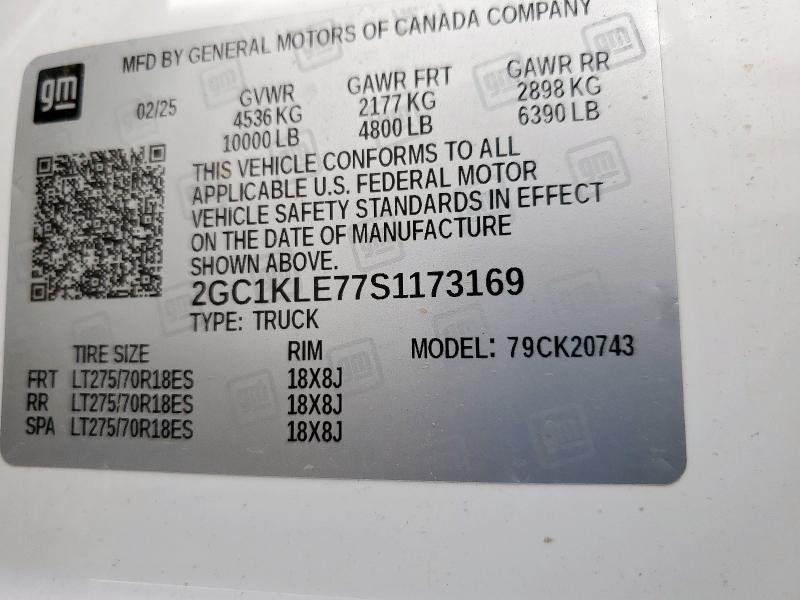 gm
MFD BY GENERAL MOTORS OF CANADA COMPANY
02/25 GVWR GAWR FRT GAWR RR
4536 KG 2177 KG 2898 KG
10000 LB 4800 LB 6390 LB
THIS VEHICLE CONFORMS TO ALL
APPLICABLE U.S. FEDERAL MOTOR
VEHICLE SAFETY STANDARDS IN EFFECT
ON THE DATE OF MANUFACTURE
SHOWN ABOVE.
2GC1KLE77S1173169
TYPE: TRUCK
TIRE SIZE RIM MODEL: 79CK20743
FRT LT275/70R18ES 18X8J
RR LT275/70R18ES 18X8J
SPA LT275/70R18ES 18X8J